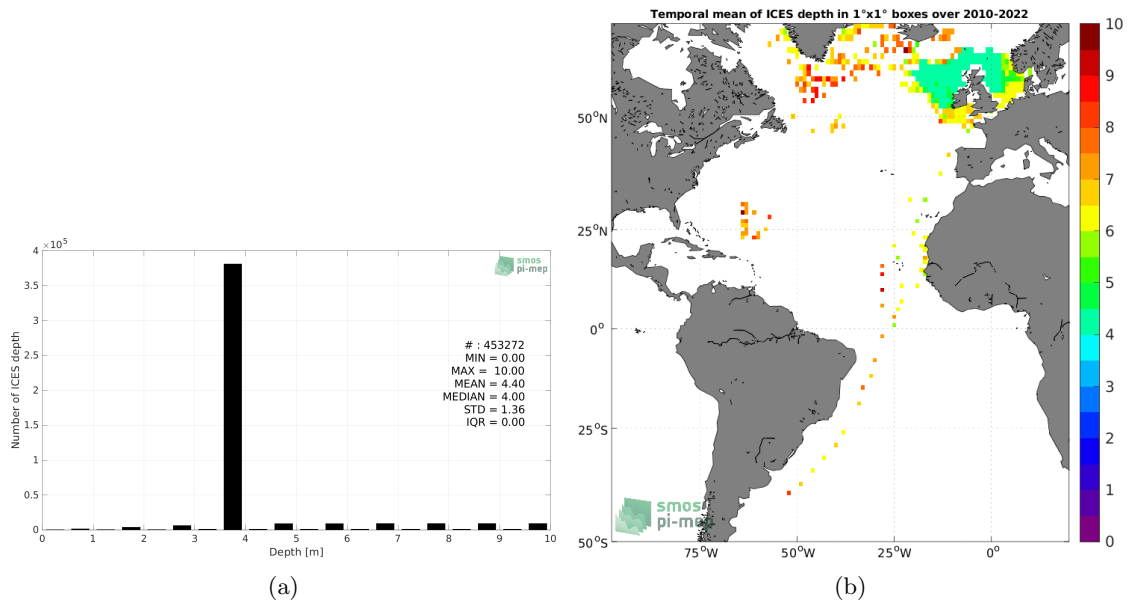 ×10⁵
4
3.5
3
2.5
2
1.5
1
0.5
0
Number of ICES depth
smos
pi-mep
# : 453272
MIN = 0.00
MAX = 10.00
MEAN = 4.40
MEDIAN = 4.00
STD = 1.36
IQR = 0.00
0 1 2 3 4 5 6 7 8 9 10
Depth [m]
(a)
Temporal mean of ICES depth in 1°x1° boxes over 2010-2022
50°N
25°N
0°
25°S
50°S
75°W 50°W 25°W 0°
smos
pi-mep
10
9
8
7
6
5
4
3
2
1
0
(b)